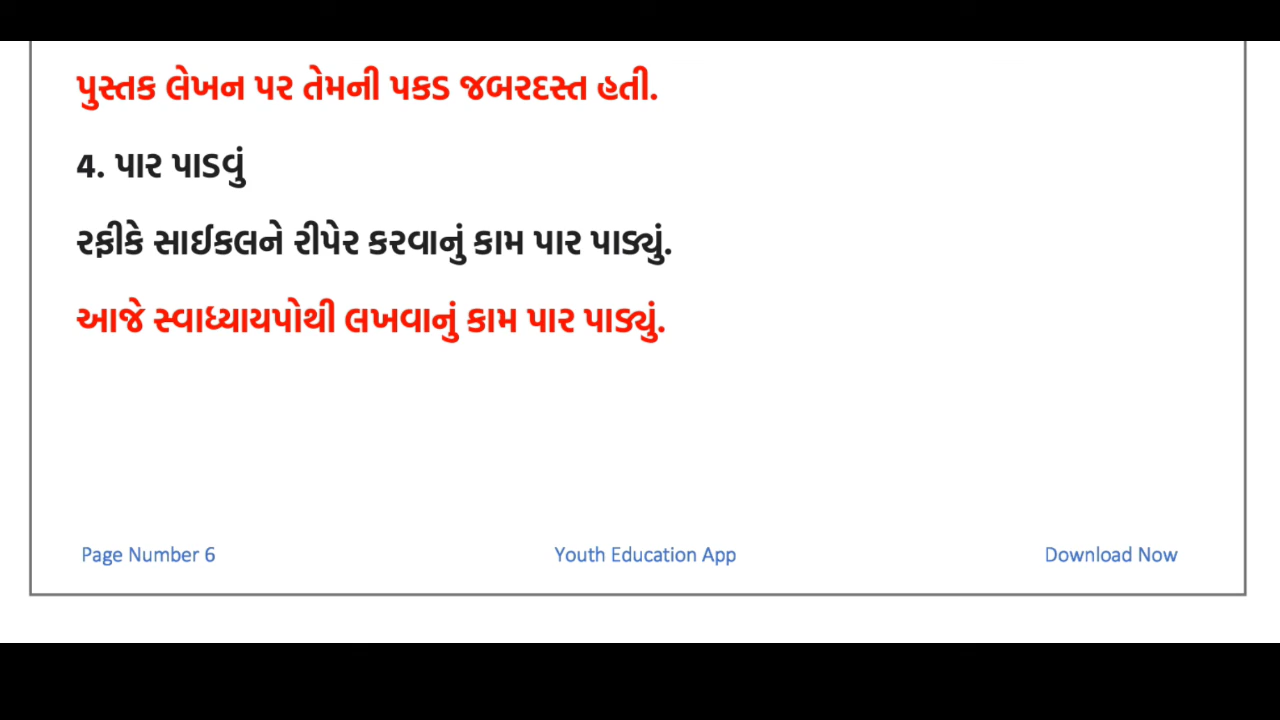 પુસ્તક લેખન પર તેમની પકડ જબરદસ્ત હતી.
4. પાર પાડવું
રફીકે સાઈકલને રીપેર કરવાનું કામ પાર પાડ્યું.
આજે સ્વાધ્યાયપોથી લખવાનું કામ પાર પાડ્યું.
Page Number 6 Youth Education App Download Now